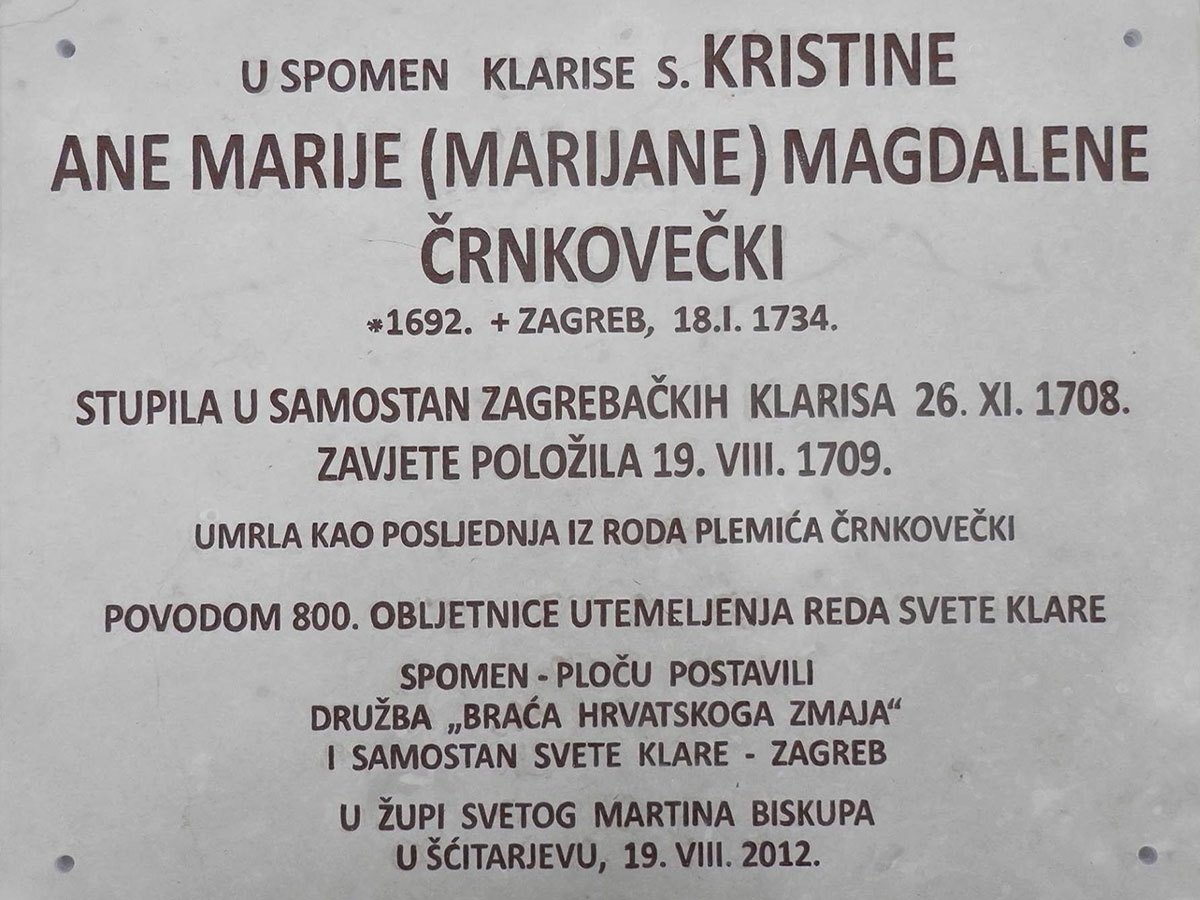 U SPOMEN KLARISE S. KRISTINE
ANE MARIJE (MARIJANE) MAGDALENE
ČRNKOVEČKI
*1692. + ZAGREB, 18.I. 1734.
STUPILA U SAMOSTAN ZAGREBAČKIH KLARISA 26. XI. 1708.
ZAVJETE POLOŽILA 19. VIII. 1709.
UMRLA KAO POSLJEDNJA IZ RODA PLEMIĆA ČRNKOVEČKI
POVODOM 800. OBLJETNICE UTEMELJENJA REDA SVETE KLARE
SPOMEN - PLOČU POSTAVILI
DRUŽBA „BRAĆA HRVATSKOGA ZMAJA“
I SAMOSTAN SVETE KLARE - ZAGREB
U ŽUPI SVETOG MARTINA BISKUPA
U ŠĆITARJEVU, 19. VIII. 2012.